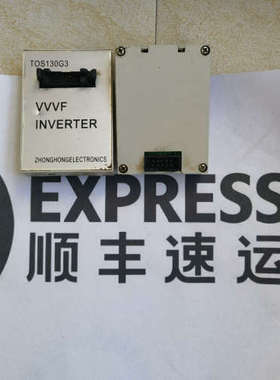 TOS130G3
VVVF
INVERTER
ZHONGHONGELECTRONICS
EXPRESS
顺丰速运